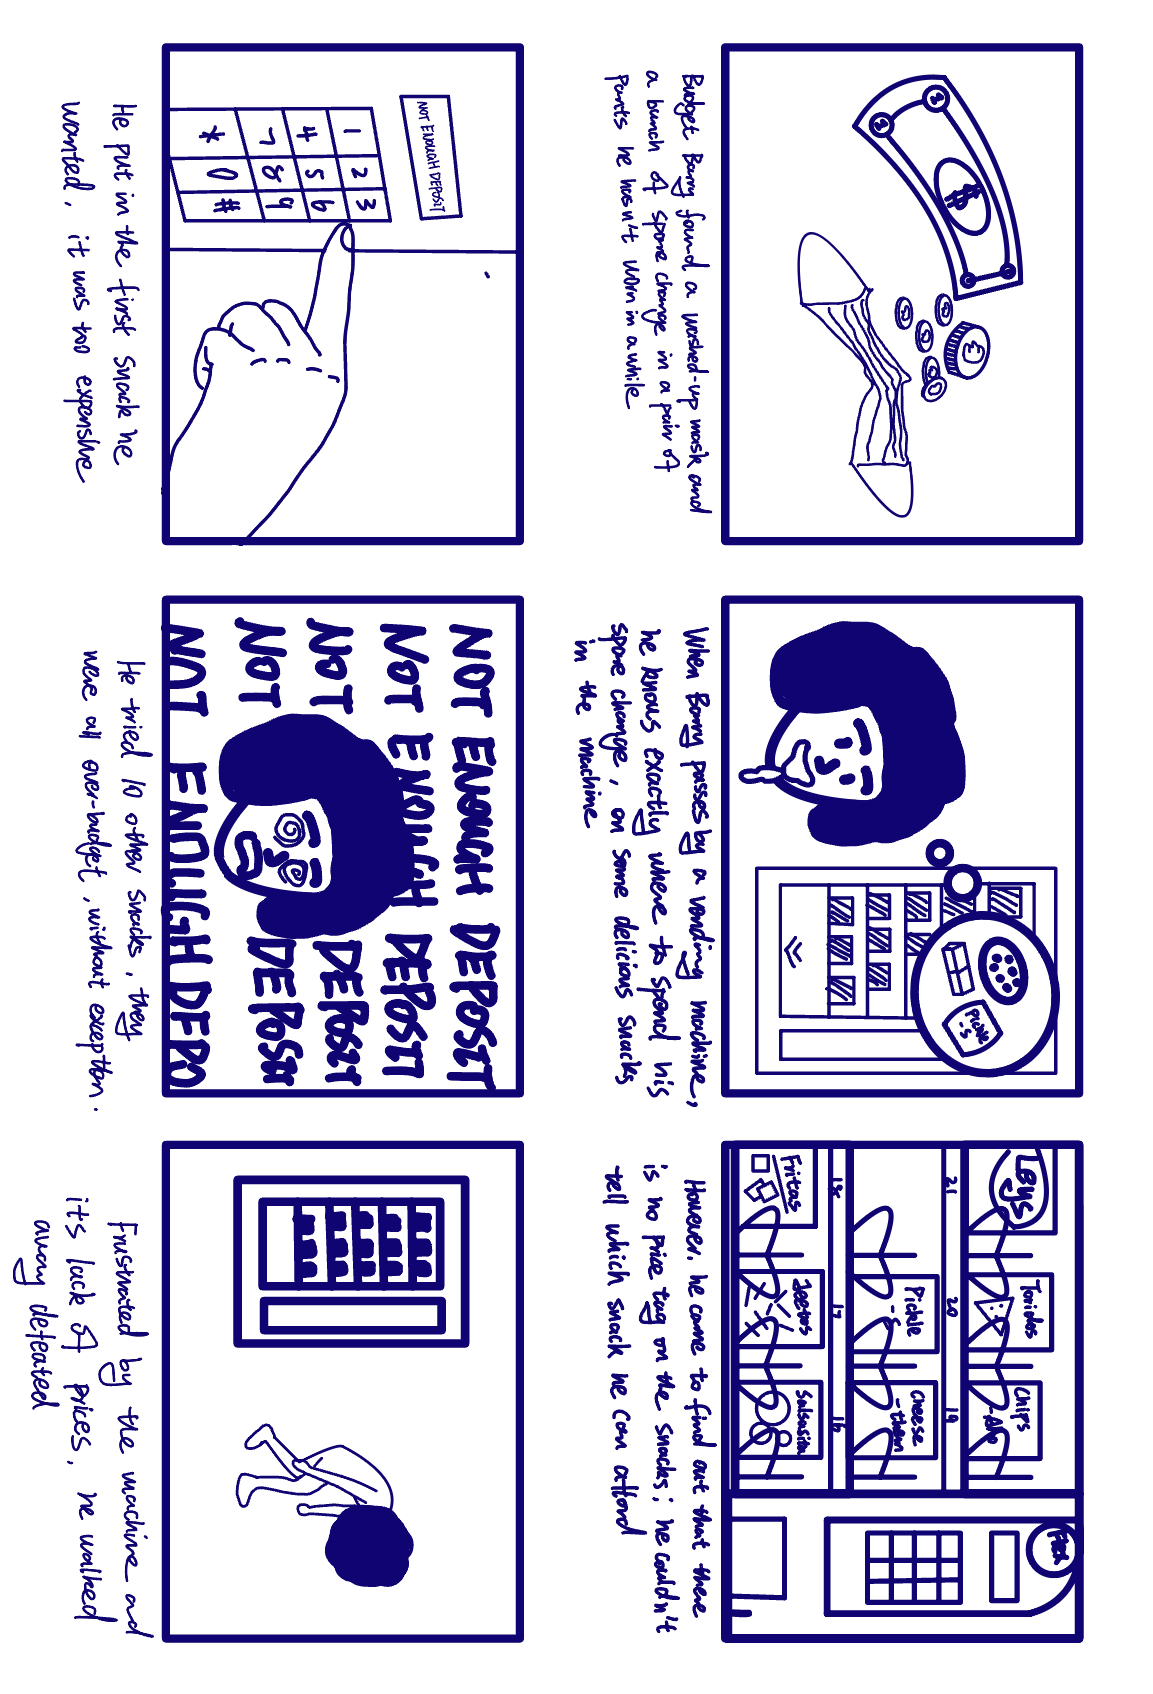 $
Budget Barry found a washed-up mask and
a bunch of spare change in a pair of
Pants he hasn't worn in a while
Pickle
-s
When Barry passes by a vending machine,
he knows exactly where to spend his
spare change, on some delicious snacks
in the machine
Lays
Toridos
Chips
-Aho
21 20 19
Pickle
-s
Cheese
-them
18 17 16
Fritas
Jeetos
Salsasita
However, he came to find out that there
is no price tag on the snacks; he couldn't
tell which snack he can afford
NOT ENOUGH DEPOSIT
1 2 3
4 5 6
7 8 9
* 0 #
He put in the first snack he
wanted, it was too expensive
NOT ENOUGH DEPOSIT
NOT ENOUGH DEPOSIT
NOT DEPOSIT
NOT DEPOSIT
NOT ENOUGH DEPO
He tried 10 other snacks, they
were all over-budget, without exception.
Frustrated by the machine and
it's lack of prices, he walked
away defeated